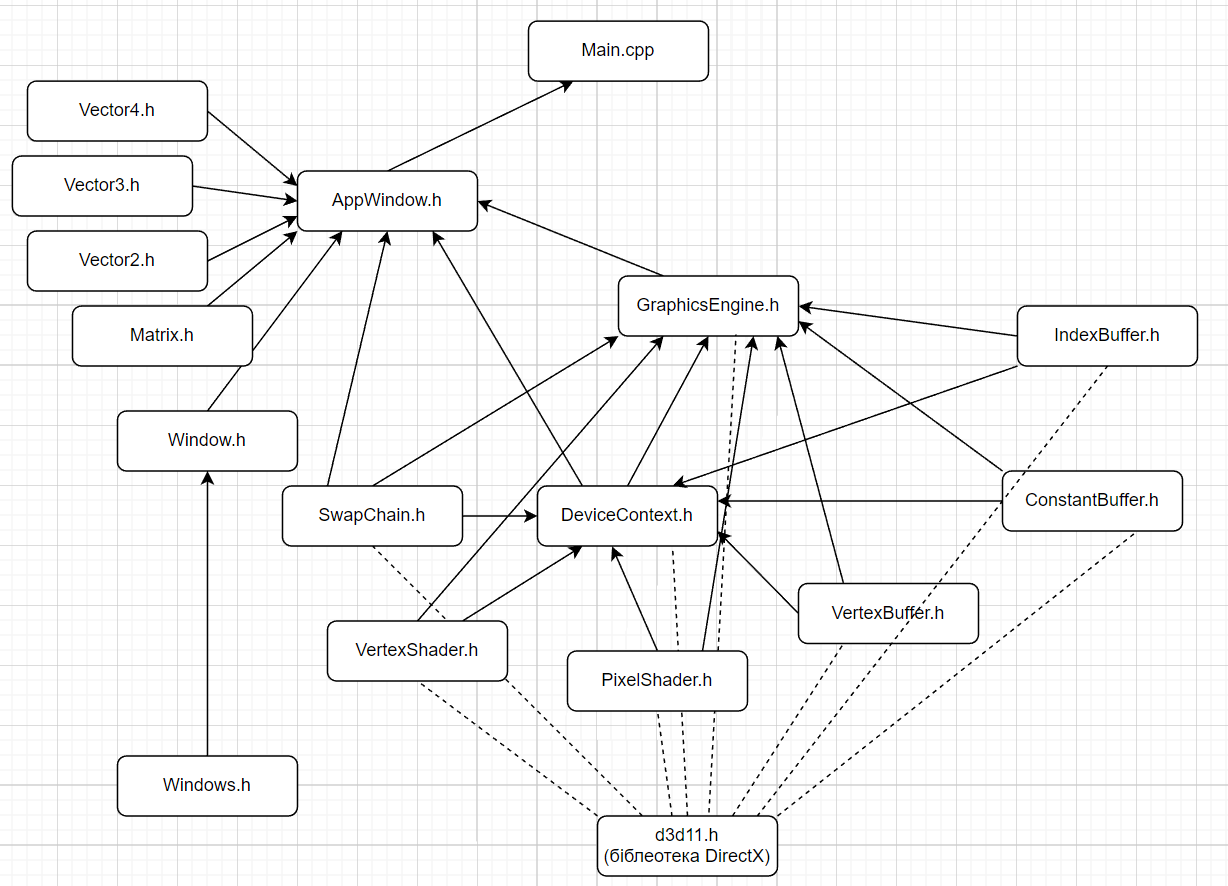 Main.cpp
Vector4.h
Vector3.h
AppWindow.h
Vector2.h
Matrix.h
GraphicsEngine.h
IndexBuffer.h
Window.h
SwapChain.h
DeviceContext.h
ConstantBuffer.h
VertexBuffer.h
VertexShader.h
PixelShader.h
Windows.h
d3d11.h
(біблеотека DirectX)